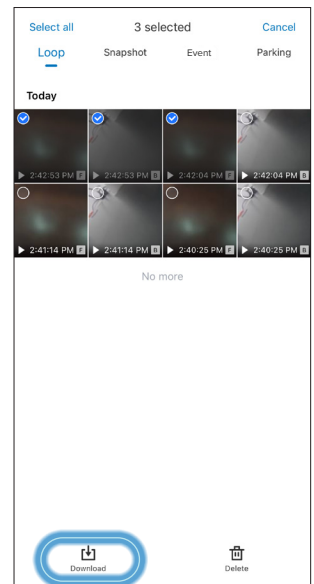 Select all 3 selected Cancel
Loop Snapshot Event Parking
Today
2:42:53 PM F 2:42:53 PM B 2:42:04 PM F 2:42:04 PM B
2:41:14 PM F 2:41:14 PM B 2:40:25 PM F 2:40:25 PM B
No more
Download Delete